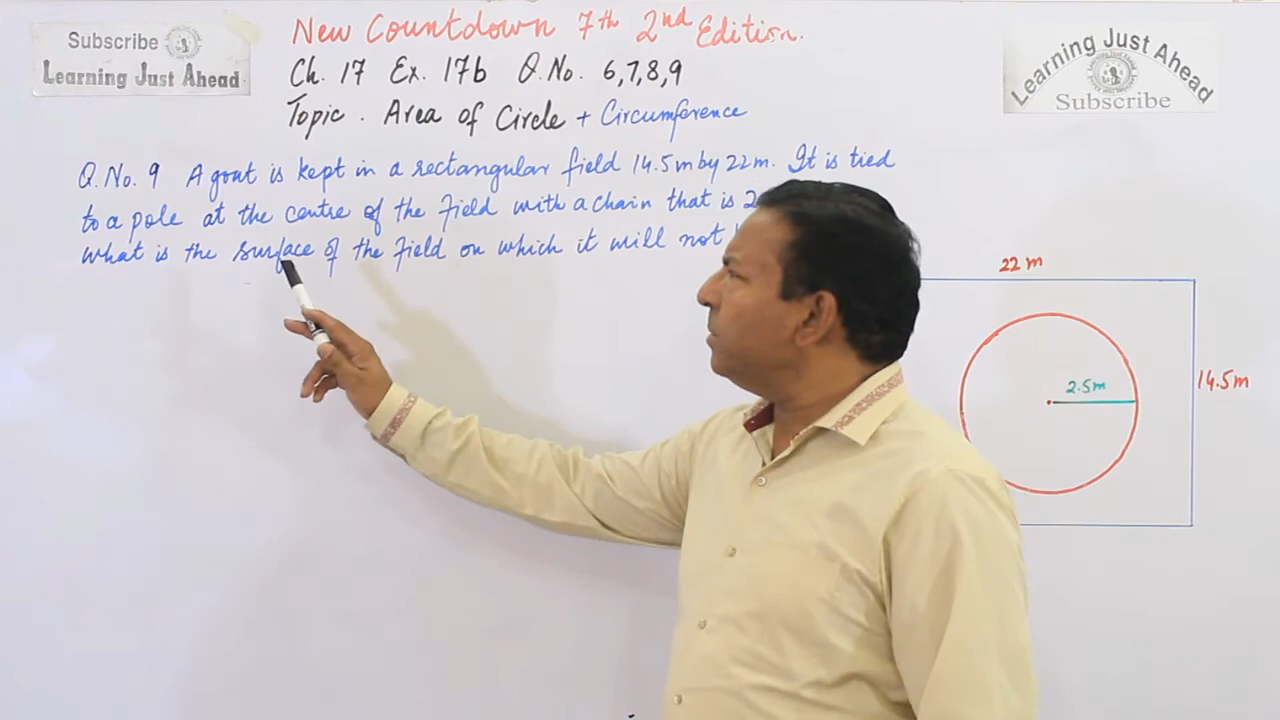 Subscribe
Learning Just Ahead
New Countdown 7th 2nd Edition.
Ch. 17 Ex. 17b Q.No. 6,7,8,9
Topic. Area of Circle + Circumference
Learning Just Ahead
Subscribe
Q.No. 9 A goat is kept in a rectangular field 14.5m by 22m. It is tied
to a pole at the centre of the field with a chain that is 2
what is the surface of the field on which it will not
22 m
2.5m
14.5m